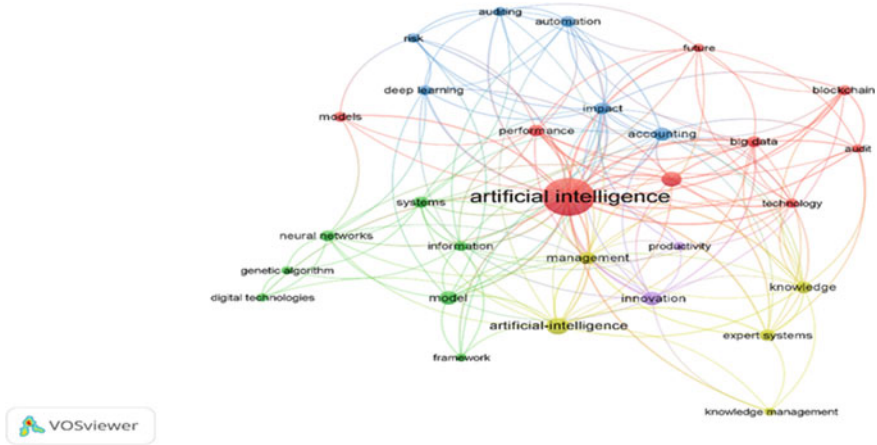 auditing
automation
risk
future
deep learning
blockchain
impact
models
performance
accounting
big data
audit
artificial intelligence
systems
technology
neural networks
information
productivity
management
genetic algorithm
knowledge
digital technologies
model
innovation
artificial-intelligence
expert systems
framework
knowledge management
VOSviewer